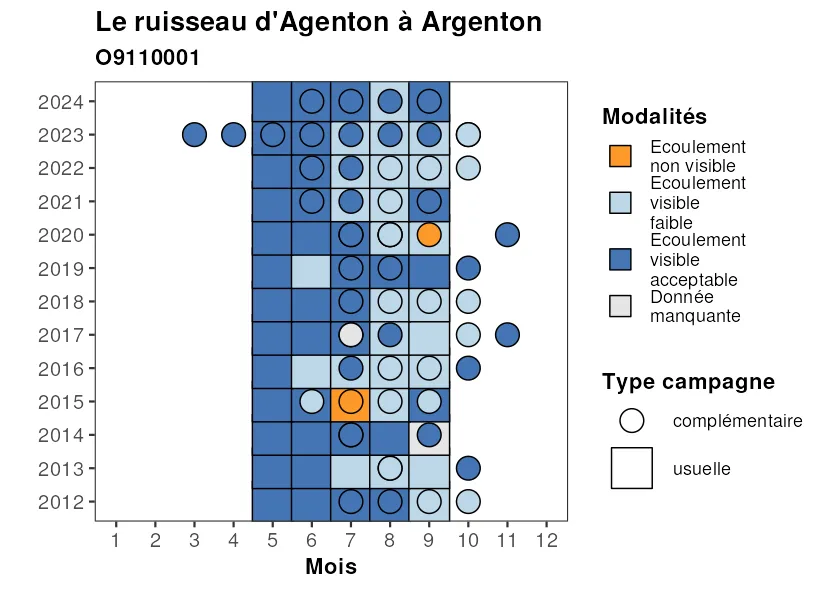 Le ruisseau d'Agenton à Argenton
O9110001
2024
2023
2022
2021
2020
2019
2018
2017
2016
2015
2014
2013
2012
1 2 3 4 5 6 7 8 9 10 11 12
Mois
Modalités
Ecoulement
non visible
Ecoulement
visible
faible
Ecoulement
visible
acceptable
Donnée
manquante
Type campagne
complémentaire
usuelle